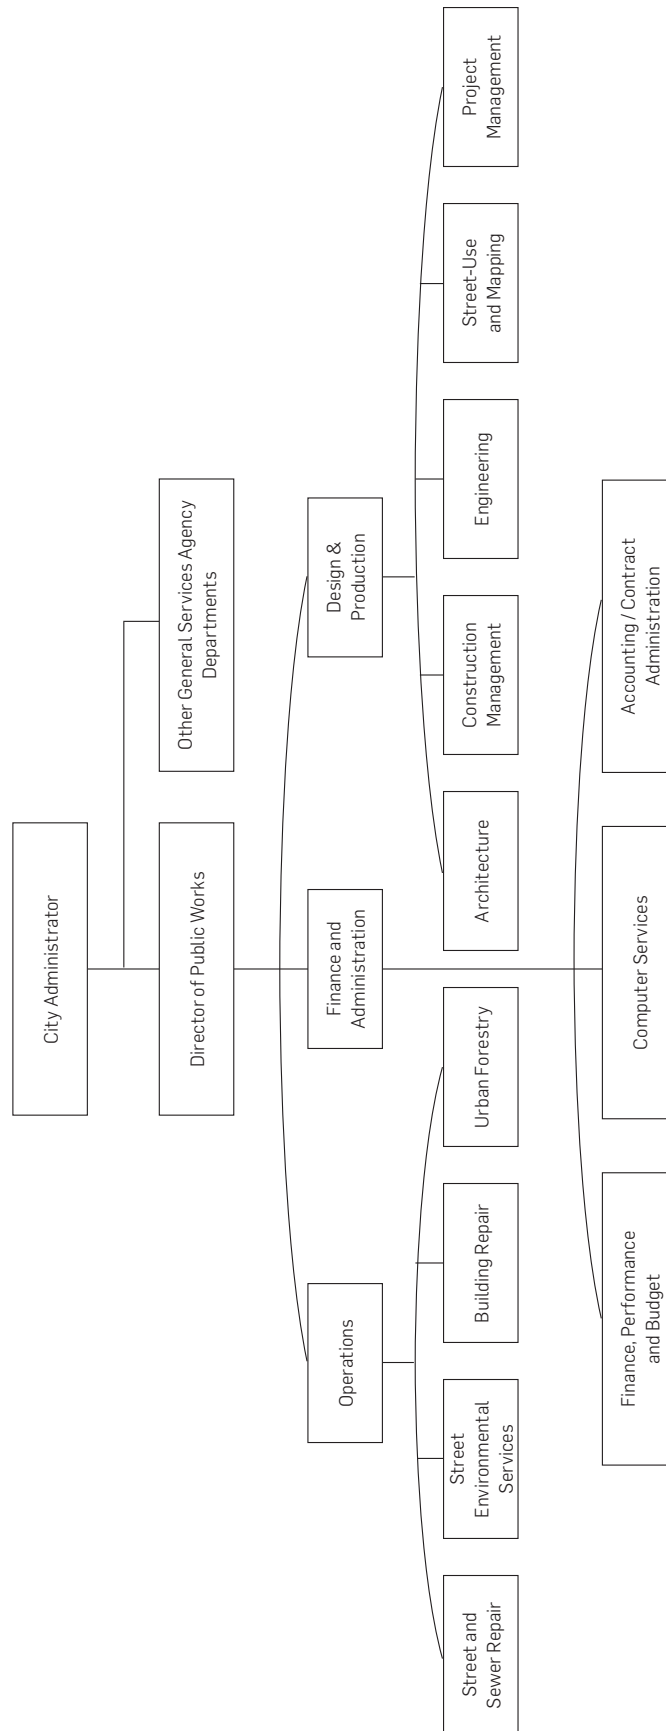 City Administrator
Director of Public Works
Other General Services Agency
Departments
Operations
Finance and
Administration
Design &
Production
Street and
Sewer Repair
Street
Environmental
Services
Building Repair
Urban Forestry
Architecture
Construction
Management
Engineering
Street-Use
and Mapping
Project
Management
Finance, Performance
and Budget
Computer Services
Accounting / Contract
Administration